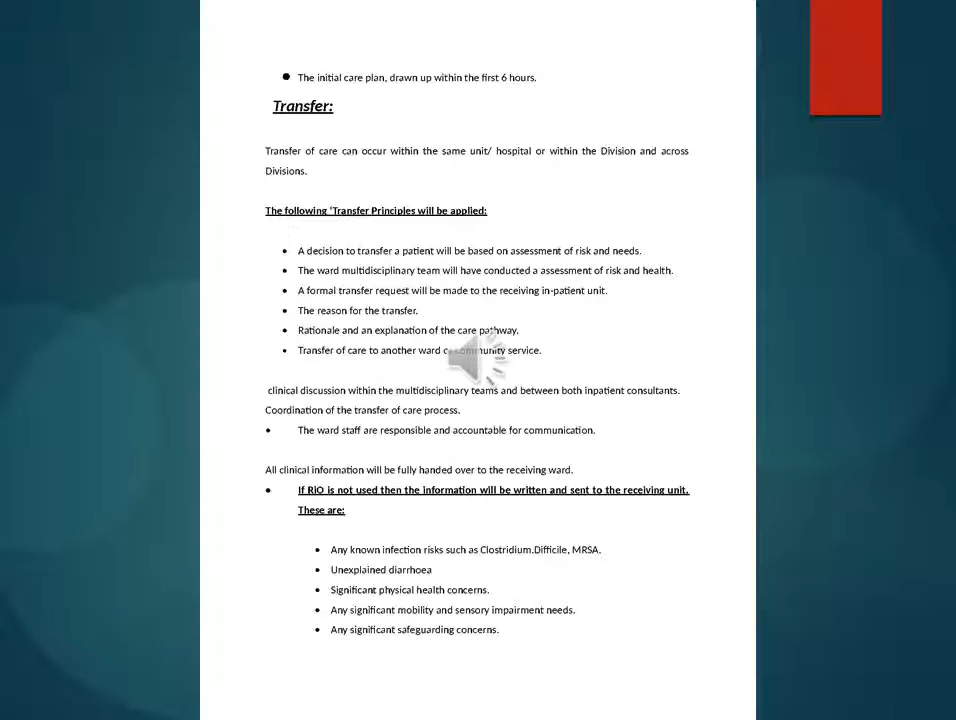 ● The initial care plan, drawn up within the first 6 hours.
Transfer:
Transfer of care can occur within the same unit/ hospital or within the Division and across
Divisions.
The following ‘Transfer Principles will be applied:
• A decision to transfer a patient will be based on assessment of risk and needs.
• The ward multidisciplinary team will have conducted a assessment of risk and health.
• A formal transfer request will be made to the receiving in-patient unit.
• The reason for the transfer.
• Rationale and an explanation of the care pathway.
• Transfer of care to another ward or community service.
clinical discussion within the multidisciplinary teams and between both inpatient consultants.
Coordination of the transfer of care process.
• The ward staff are responsible and accountable for communication.
All clinical information will be fully handed over to the receiving ward.
• If RiO is not used then the information will be written and sent to the receiving unit.
These are:
• Any known infection risks such as Clostridium.Difficile, MRSA.
• Unexplained diarrhoea
• Significant physical health concerns.
• Any significant mobility and sensory impairment needs.
• Any significant safeguarding concerns.